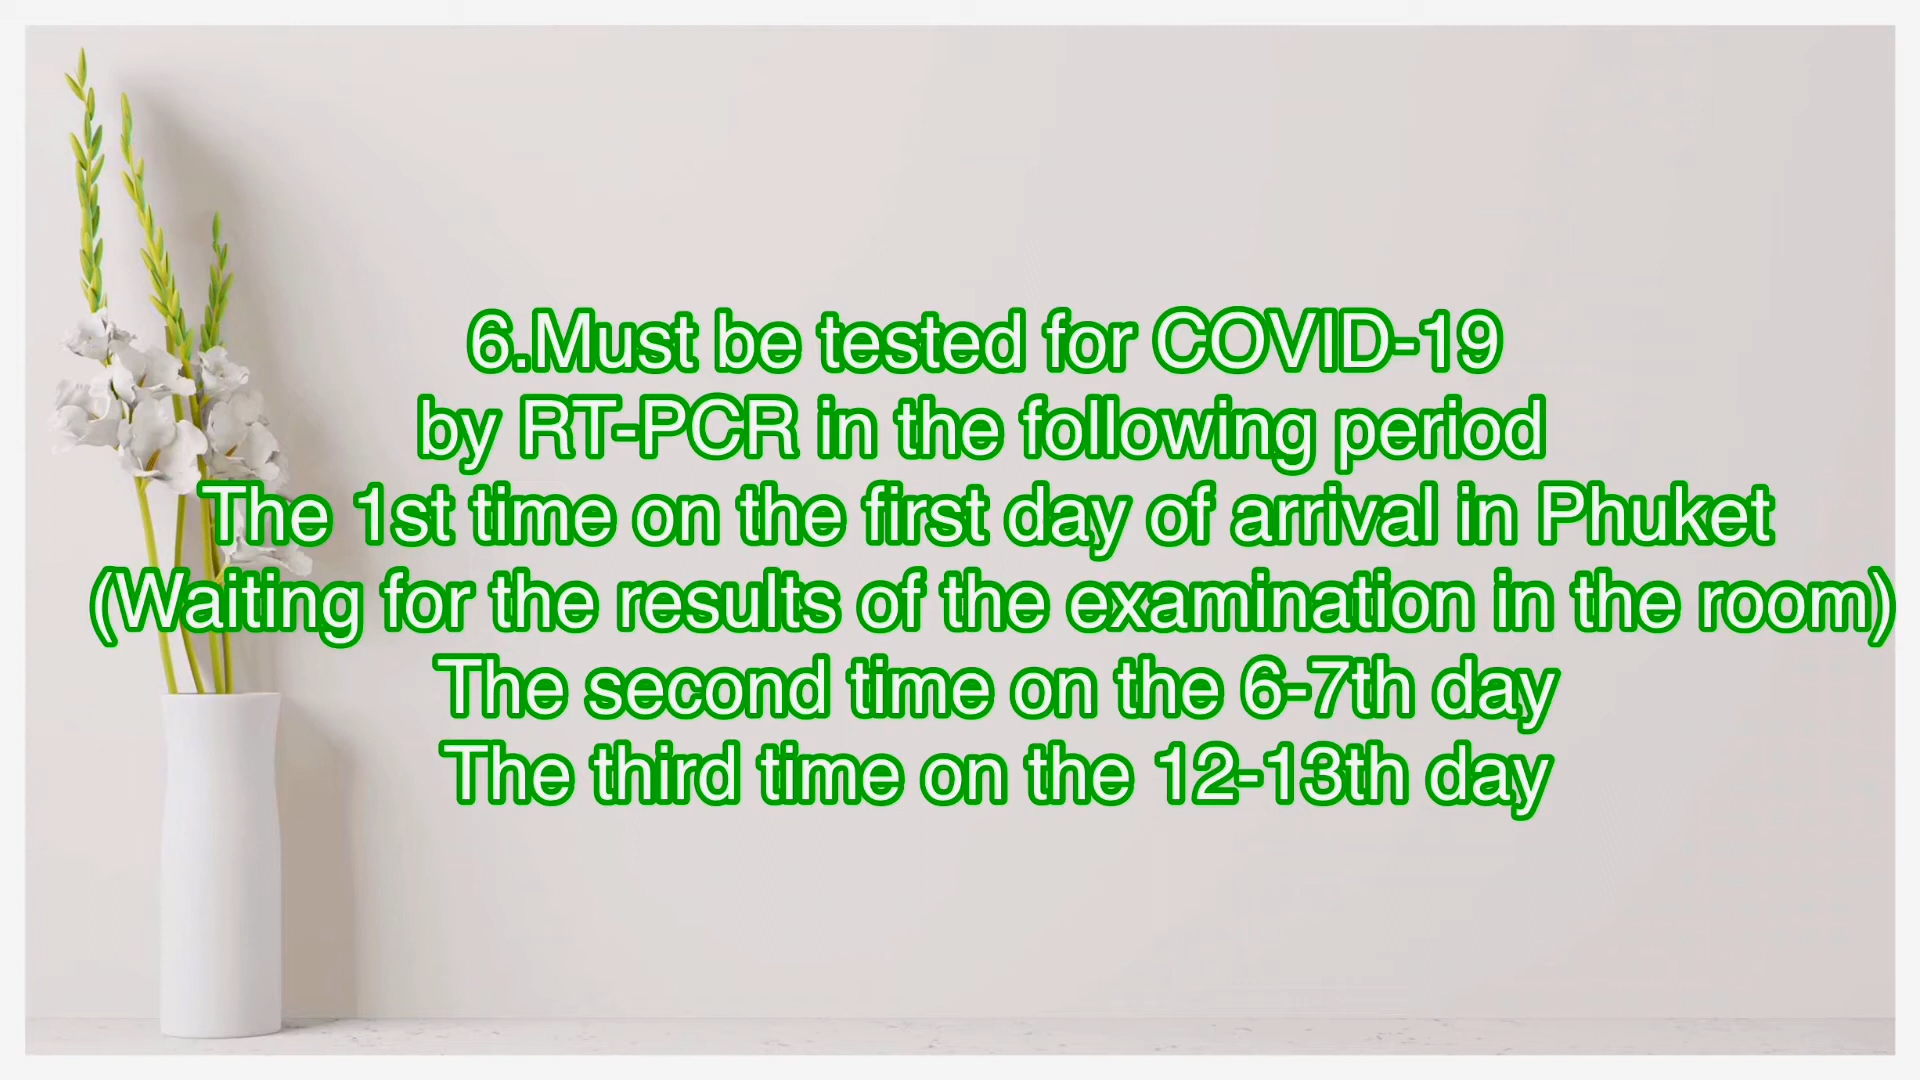 6.Must be tested for COVID-19
by RT-PCR in the following period
The 1st time on the first day of arrival in Phuket
(Waiting for the results of the examination in the room)
The second time on the 6-7th day
The third time on the 12-13th day